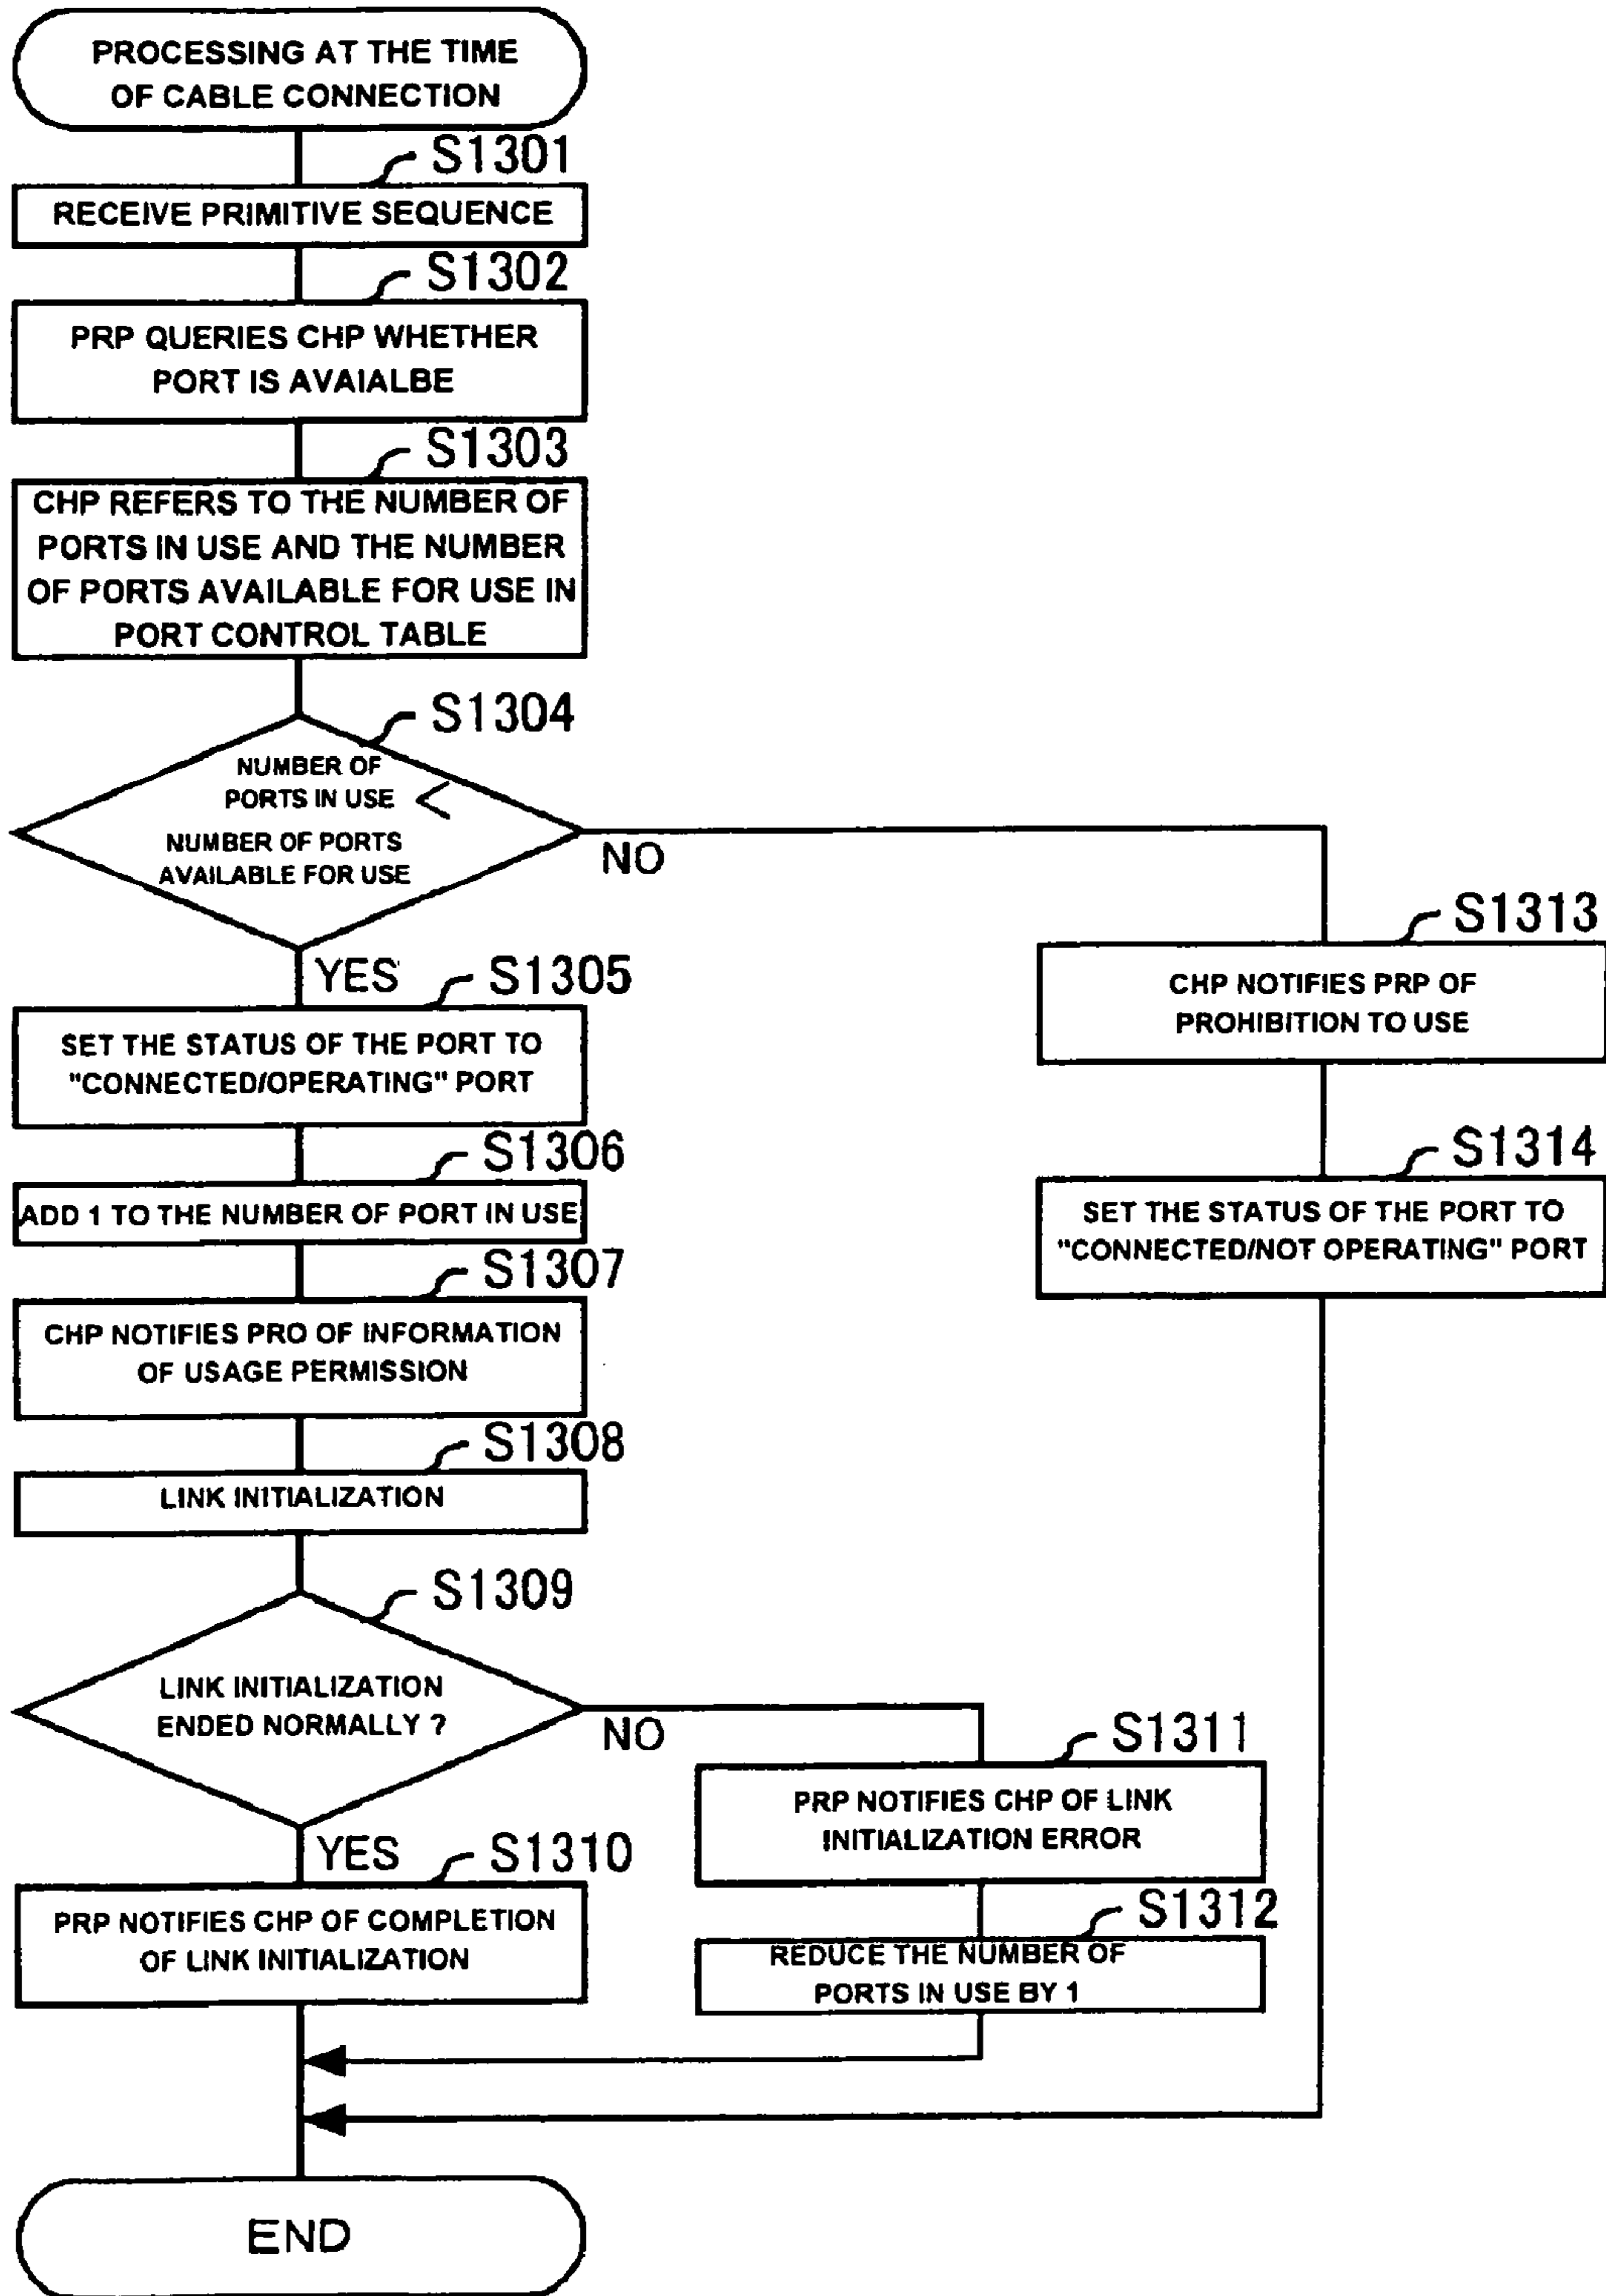 PROCESSING AT THE TIME
OF CABLE CONNECTION
S1301
RECEIVE PRIMITIVE SEQUENCE
S1302
PRP QUERIES CHP WHETHER
PORT IS AVAIALBE
S1303
CHP REFERS TO THE NUMBER OF
PORTS IN USE AND THE NUMBER
OF PORTS AVAILABLE FOR USE IN
PORT CONTROL TABLE
S1304
NUMBER OF
PORTS IN USE <
NUMBER OF PORTS
AVAILABLE FOR USE
NO
YES
S1305
SET THE STATUS OF THE PORT TO
"CONNECTED/OPERATING" PORT
S1306
ADD 1 TO THE NUMBER OF PORT IN USE
S1307
CHP NOTIFIES PRO OF INFORMATION
OF USAGE PERMISSION
S1308
LINK INITIALIZATION
S1309
LINK INITIALIZATION
ENDED NORMALLY ?
NO
YES
S1310
PRP NOTIFIES CHP OF COMPLETION
OF LINK INITIALIZATION
S1311
PRP NOTIFIES CHP OF LINK
INITIALIZATION ERROR
S1312
REDUCE THE NUMBER OF
PORTS IN USE BY 1
S1313
CHP NOTIFIES PRP OF
PROHIBITION TO USE
S1314
SET THE STATUS OF THE PORT TO
"CONNECTED/NOT OPERATING" PORT
END